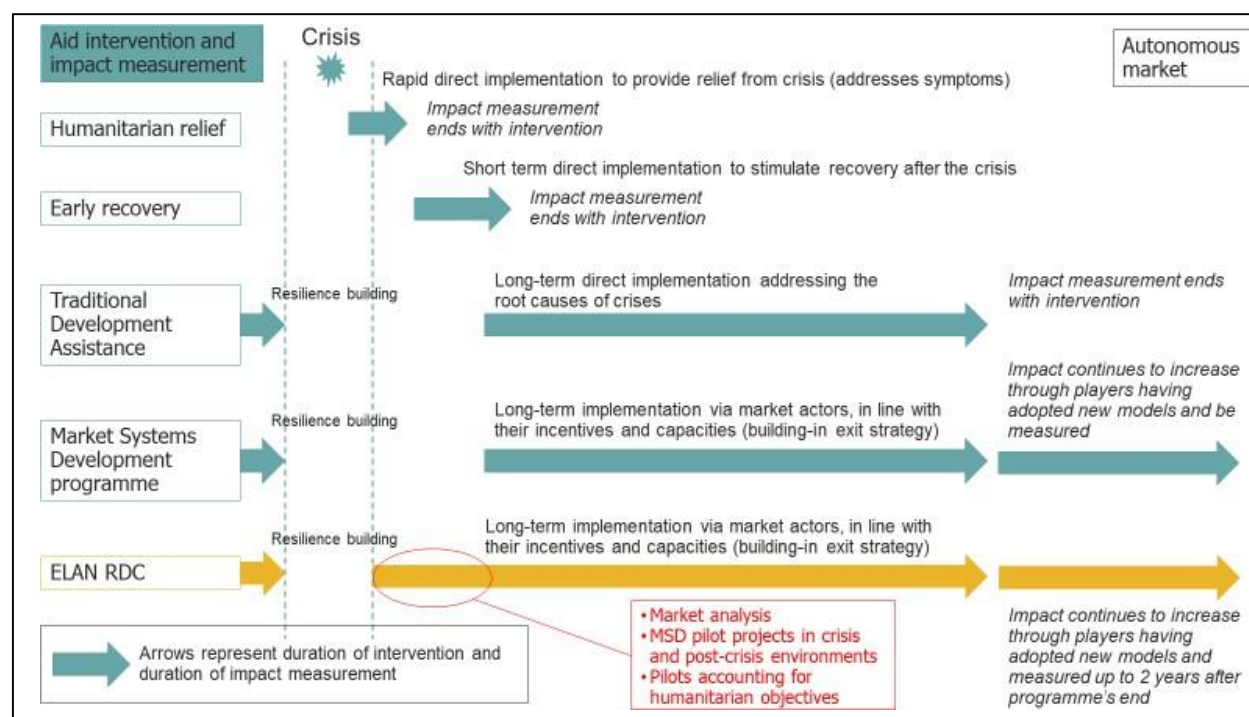 Aid intervention and
impact measurement
Crisis
Autonomous
market
Rapid direct implementation to provide relief from crisis (addresses symptoms)
Humanitarian relief
Impact measurement
ends with intervention
Short term direct implementation to stimulate recovery after the crisis
Early recovery
Impact measurement
ends with intervention
Traditional
Development
Assistance
Resilience building
Long-term direct implementation addressing the
root causes of crises
Impact measurement ends
with intervention
Market Systems
Development
programme
Resilience building
Long-term implementation via market actors, in line with
their incentives and capacities (building-in exit strategy)
Impact continues to increase
through players having
adopted new models and be
measured
ELAN RDC
Resilience building
Long-term implementation via market actors, in line with
their incentives and capacities (building-in exit strategy)
• Market analysis
• MSD pilot projects in crisis
and post-crisis environments
• Pilots accounting for
humanitarian objectives
Impact continues to increase
through players having
adopted new models and
measured up to 2 years after
programme's end
Arrows represent duration of intervention and
duration of impact measurement